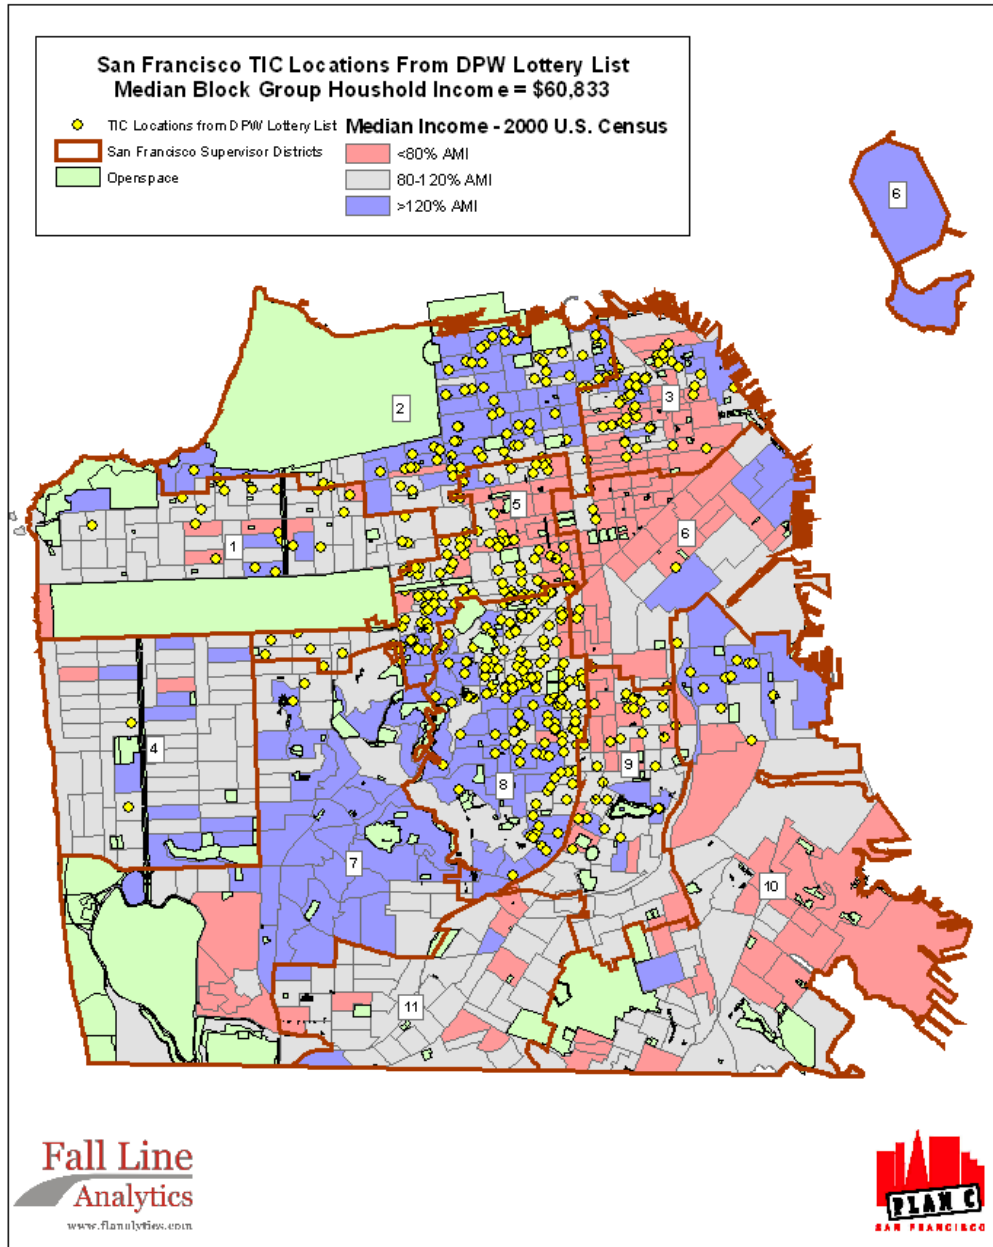 San Francisco TIC Locations From DPW Lottery List
Median Block Group Houshold Income = $60,833
TIC Locations from DPW Lottery List
San Francisco Supervisor Districts
Openspace
Median Income - 2000 U.S. Census
<80% AMI
80-120% AMI
>120% AMI
6
2
3
5
1
6
4
8
9
7
10
11
Fall Line
Analytics
www.flanalytics.com
PLAN C
SAN FRANCISCO